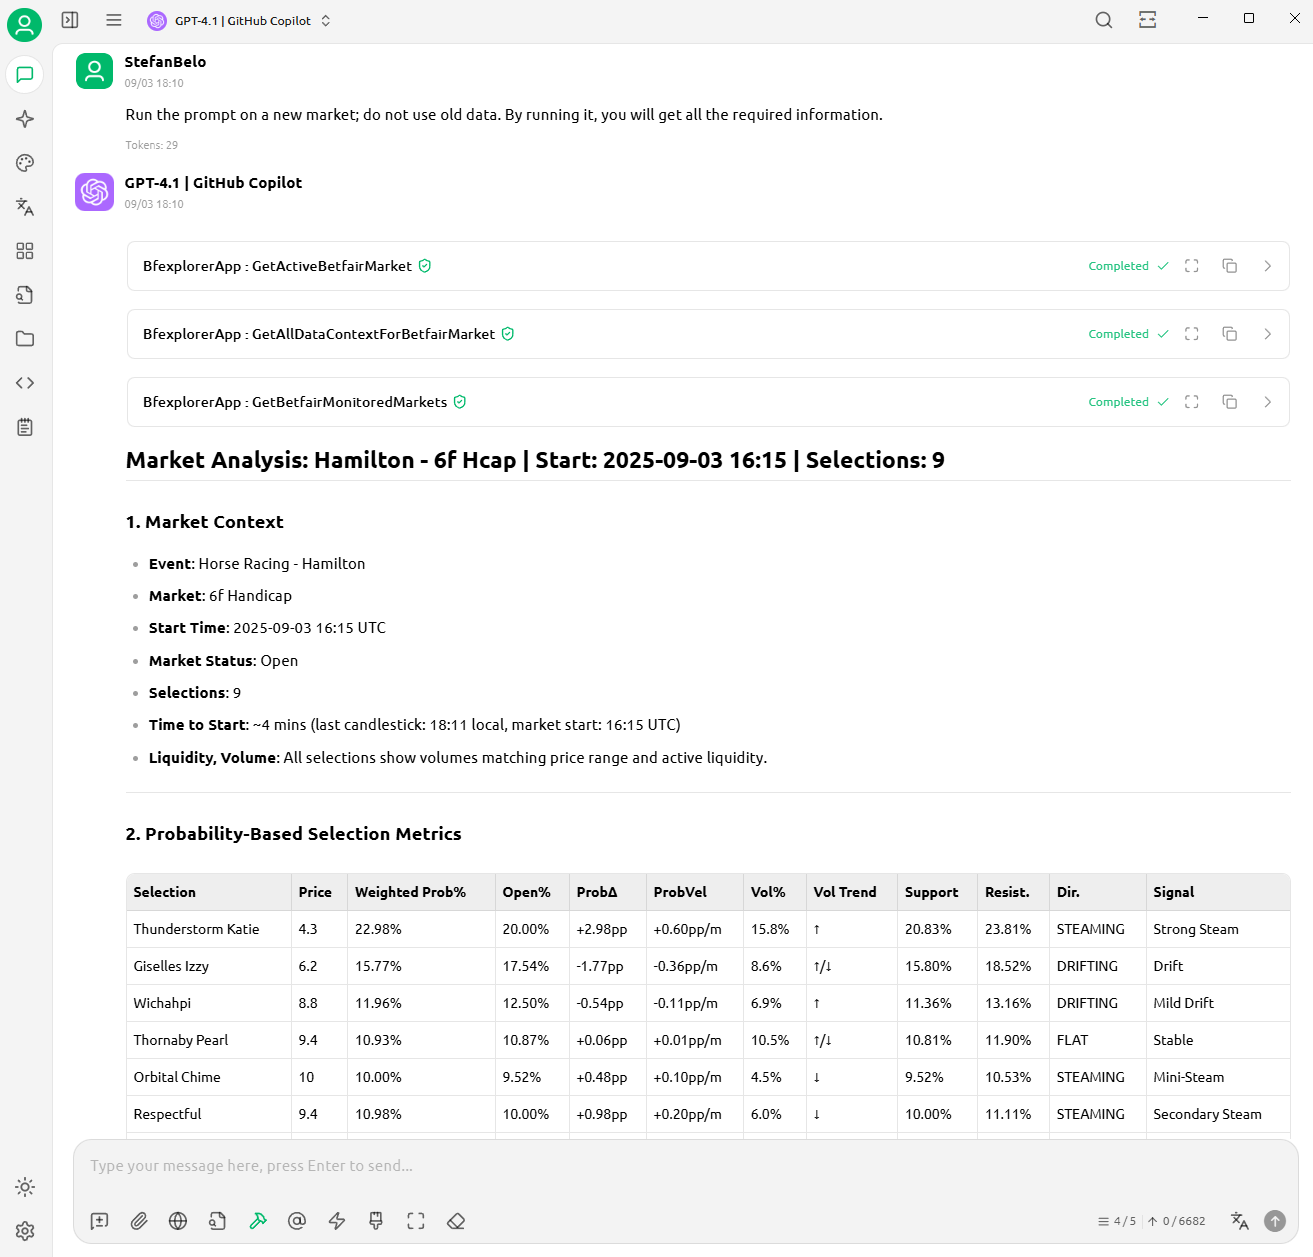 GPT-4.1 | GitHub Copilot
StefanBelo
09/03 18:10
Run the prompt on a new market; do not use old data. By running it, you will get all the required information.
Tokens: 29
GPT-4.1 | GitHub Copilot
09/03 18:10
BfexplorerApp : GetActiveBetfairMarket Completed
BfexplorerApp : GetAllDataContextForBetfairMarket Completed
BfexplorerApp : GetBetfairMonitoredMarkets Completed
Market Analysis: Hamilton - 6f Hcap | Start: 2025-09-03 16:15 | Selections: 9
1. Market Context
• Event: Horse Racing - Hamilton
• Market: 6f Handicap
• Start Time: 2025-09-03 16:15 UTC
• Market Status: Open
• Selections: 9
• Time to Start: ~4 mins (last candlestick: 18:11 local, market start: 16:15 UTC)
• Liquidity, Volume: All selections show volumes matching price range and active liquidity.
2. Probability-Based Selection Metrics
Selection Price Weighted Prob% Open% ProbΔ ProbVel Vol% Vol Trend Support Resist. Dir. Signal
Thunderstorm Katie 4.3 22.98% 20.00% +2.98pp +0.60pp/m 15.8% ↑ 20.83% 23.81% STEAMING Strong Steam
Giselles Izzy 6.2 15.77% 17.54% -1.77pp -0.36pp/m 8.6% ↑/↓ 15.80% 18.52% DRIFTING Drift
Wichahpi 8.8 11.96% 12.50% -0.54pp -0.11pp/m 6.9% ↑ 11.36% 13.16% DRIFTING Mild Drift
Thornaby Pearl 9.4 10.93% 10.87% +0.06pp +0.01pp/m 10.5% ↑/↓ 10.81% 11.90% FLAT Stable
Orbital Chime 10 10.00% 9.52% +0.48pp +0.10pp/m 4.5% ↓ 9.52% 10.53% STEAMING Mini-Steam
Respectful 9.4 10.98% 10.00% +0.98pp +0.20pp/m 6.0% ↓ 10.00% 11.11% STEAMING Secondary Steam
Type your message here, press Enter to send...
4 / 5 ↑ 0 / 6682